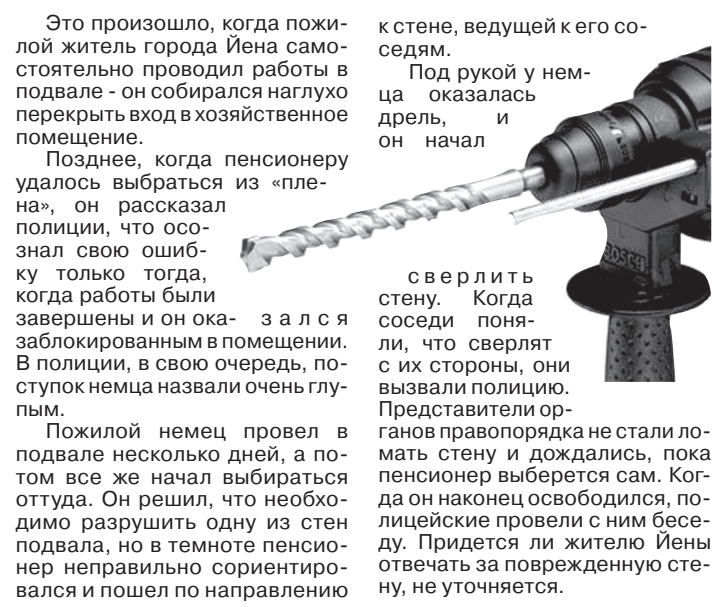 Это произошло, когда пожи-
лой житель города Йена само-
стоятельно проводил работы в
подвале - он собирался наглухо
перекрыть вход в хозяйственное
помещение.
Позднее, когда пенсионеру
удалось выбраться из «пле-
на», он рассказал
полиции, что осо-
знал свою ошиб-
ку только тогда,
когда работы были
завершены и он ока- зался
заблокированным в помещении.
В полиции, в свою очередь, по-
ступок немца назвали очень глу-
пым.
Пожилой немец провел в
подвале несколько дней, а по-
том все же начал выбираться
оттуда. Он решил, что необхо-
димо разрушить одну из стен
подвала, но в темноте пенсио-
нер неправильно сориентиро-
вался и пошел по направлению
к стене, ведущей к его со-
седям.
Под рукой у нем-
ца оказалась
дрель, и
он начал
сверлить
стену. Когда
соседи поня-
ли, что сверлят
с их стороны, они
вызвали полицию.
Представители ор-
ганов правопорядка не стали ло-
мать стену и дождались, пока
пенсионер выберется сам. Ког-
да он наконец освободился, по-
лицейские провели с ним бесе-
ду. Придется ли жителю Йены
отвечать за поврежденную сте-
ну, не уточняется.
BOSCH